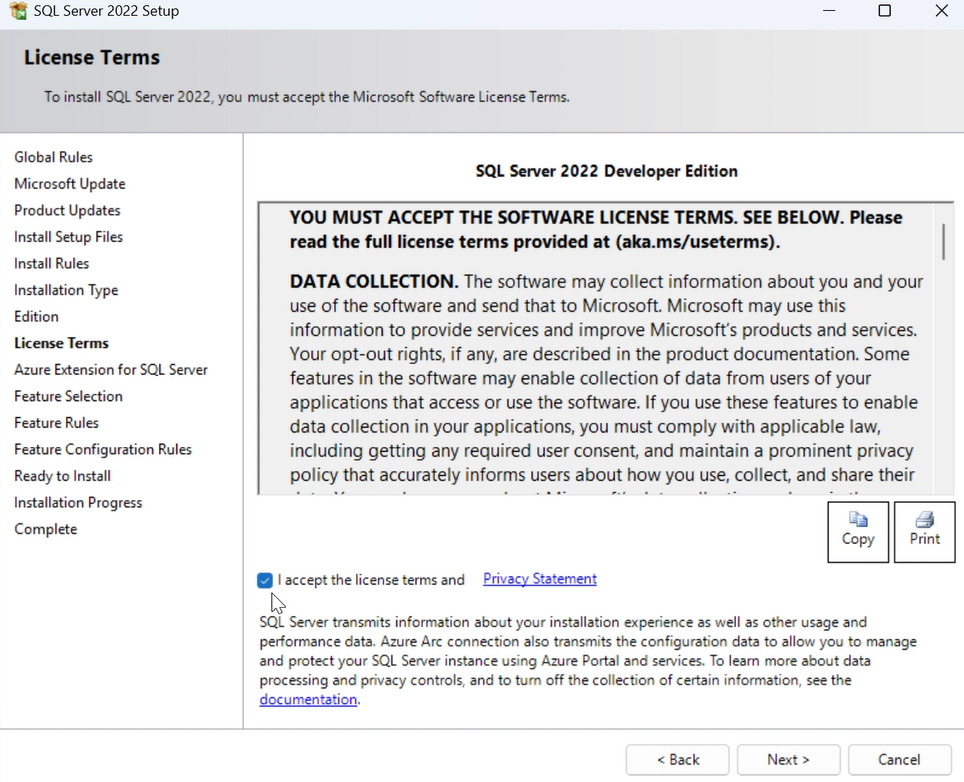 SQL Server 2022 Setup
License Terms
To install SQL Server 2022, you must accept the Microsoft Software License Terms.
Global Rules
Microsoft Update
Product Updates
Install Setup Files
Install Rules
Installation Type
Edition
License Terms
Azure Extension for SQL Server
Feature Selection
Feature Rules
Feature Configuration Rules
Ready to Install
Installation Progress
Complete
SQL Server 2022 Developer Edition
YOU MUST ACCEPT THE SOFTWARE LICENSE TERMS. SEE BELOW. Please
read the full license terms provided at (aka.ms/useterms).
DATA COLLECTION. The software may collect information about you and your
use of the software and send that to Microsoft. Microsoft may use this
information to provide services and improve Microsoft's products and services.
Your opt-out rights, if any, are described in the product documentation. Some
features in the software may enable collection of data from users of your
applications that access or use the software. If you use these features to enable
data collection in your applications, you must comply with applicable law,
including getting any required user consent, and maintain a prominent privacy
policy that accurately informs users about how you use, collect, and share their
Copy
Print
I accept the license terms and Privacy Statement
SQL Server transmits information about your installation experience as well as other usage and
performance data. Azure Arc connection also transmits the configuration data to allow you to manage
and protect your SQL Server instance using Azure Portal and services. To learn more about data
processing and privacy controls, and to turn off the collection of certain information, see the
documentation.
< Back
Next >
Cancel